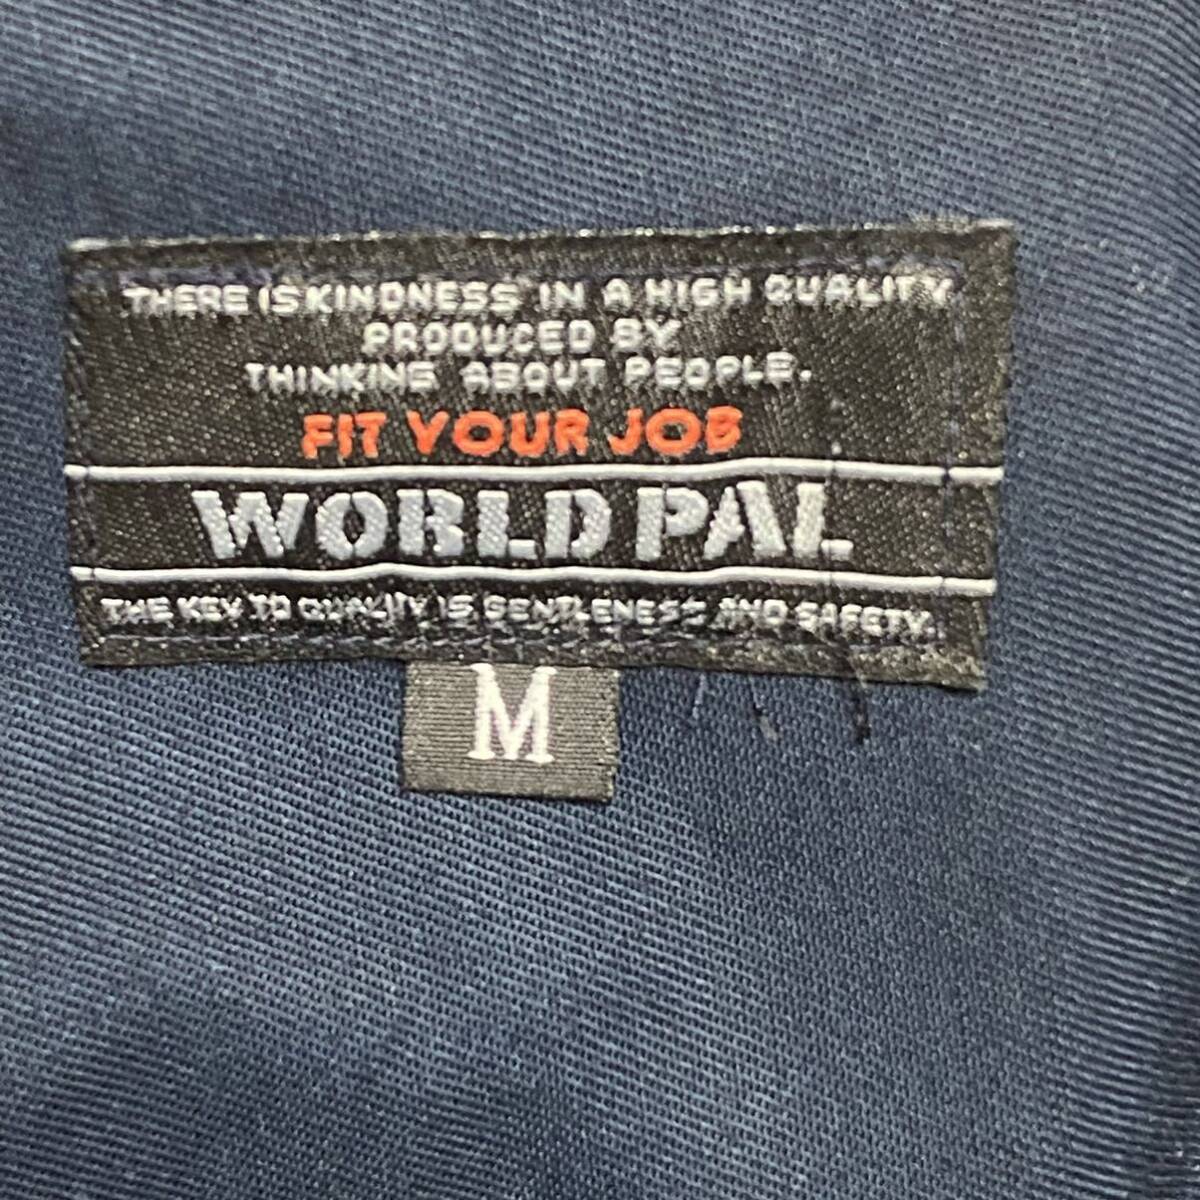 THERE IS KINDNESS IN A HIGH QUALITY
PRODUCED BY
THINKING ABOUT PEOPLE.
FIT YOUR JOB
WORLD PAL
THE KEY TO QUALITY IS GENTLENESS AND SAFETY.
M